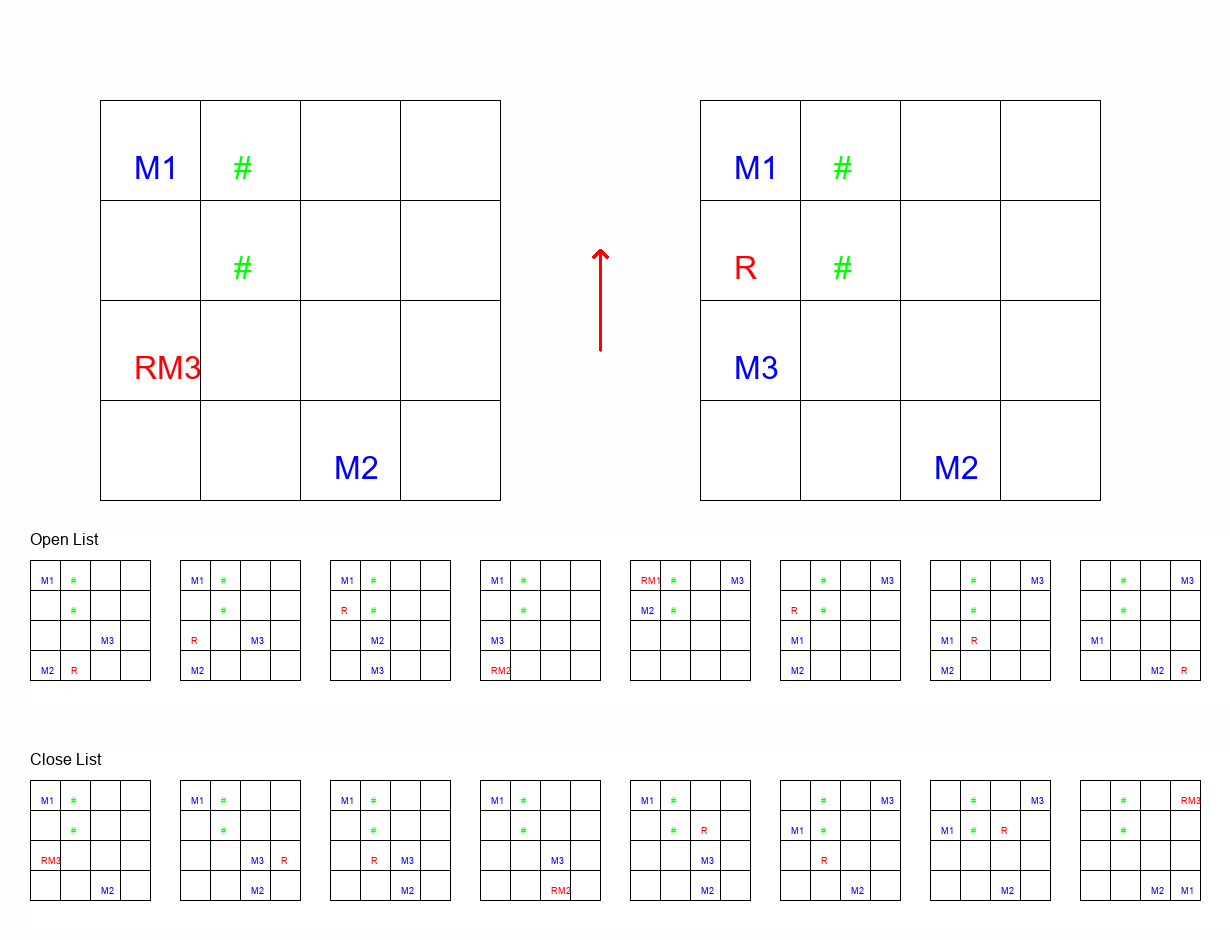 M1 # M1 #
# R #
RM3 M3
M2 M2
Open List
M1 # M1 # M1 # M1 # RM1 # M3 # M3 # M3 # M3
# # R # # M2 # R # # #
M3 R M3 M2 M3 M1 M1 R M1
M2 R M2 M3 RM2 M2 M2 M2 R
Close List
M1 # M1 # M1 # M1 # M1 # # M3 # M3 # RM3
# # # # # R M1 # M1 # R #
RM3 M3 R R M3 M3 M3 R
M2 M2 M2 RM2 M2 M2 M2 M2 M1